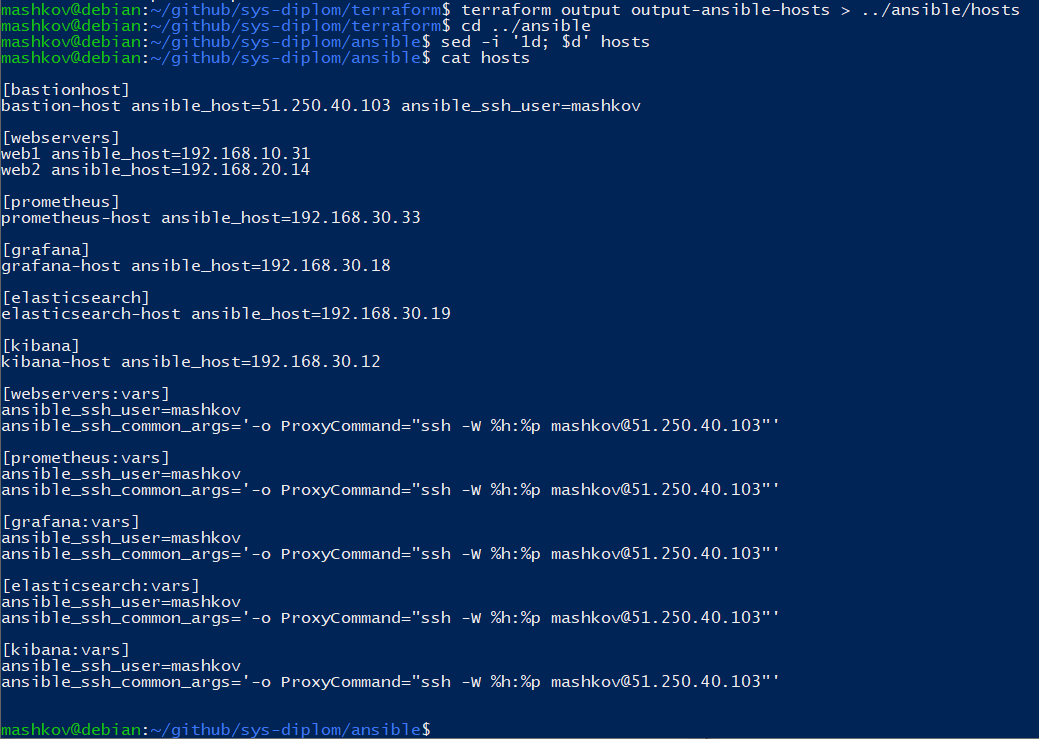 mashkov@debian:~/github/sys-diplom/terraform$ terraform output output-ansible-hosts > ../ansible/hosts
mashkov@debian:~/github/sys-diplom/terraform$ cd ../ansible
mashkov@debian:~/github/sys-diplom/ansible$ sed -i '1d; $d' hosts
mashkov@debian:~/github/sys-diplom/ansible$ cat hosts
[bastionhost]
bastion-host ansible_host=51.250.40.103 ansible_ssh_user=mashkov
[webservers]
web1 ansible_host=192.168.10.31
web2 ansible_host=192.168.20.14
[prometheus]
prometheus-host ansible_host=192.168.30.33
[grafana]
grafana-host ansible_host=192.168.30.18
[elasticsearch]
elasticsearch-host ansible_host=192.168.30.19
[kibana]
kibana-host ansible_host=192.168.30.12
[webservers:vars]
ansible_ssh_user=mashkov
ansible_ssh_common_args='-o ProxyCommand="ssh -W %h:%p mashkov@51.250.40.103"'
[prometheus:vars]
ansible_ssh_user=mashkov
ansible_ssh_common_args='-o ProxyCommand="ssh -W %h:%p mashkov@51.250.40.103"'
[grafana:vars]
ansible_ssh_user=mashkov
ansible_ssh_common_args='-o ProxyCommand="ssh -W %h:%p mashkov@51.250.40.103"'
[elasticsearch:vars]
ansible_ssh_user=mashkov
ansible_ssh_common_args='-o ProxyCommand="ssh -W %h:%p mashkov@51.250.40.103"'
[kibana:vars]
ansible_ssh_user=mashkov
ansible_ssh_common_args='-o ProxyCommand="ssh -W %h:%p mashkov@51.250.40.103"'
mashkov@debian:~/github/sys-diplom/ansible$